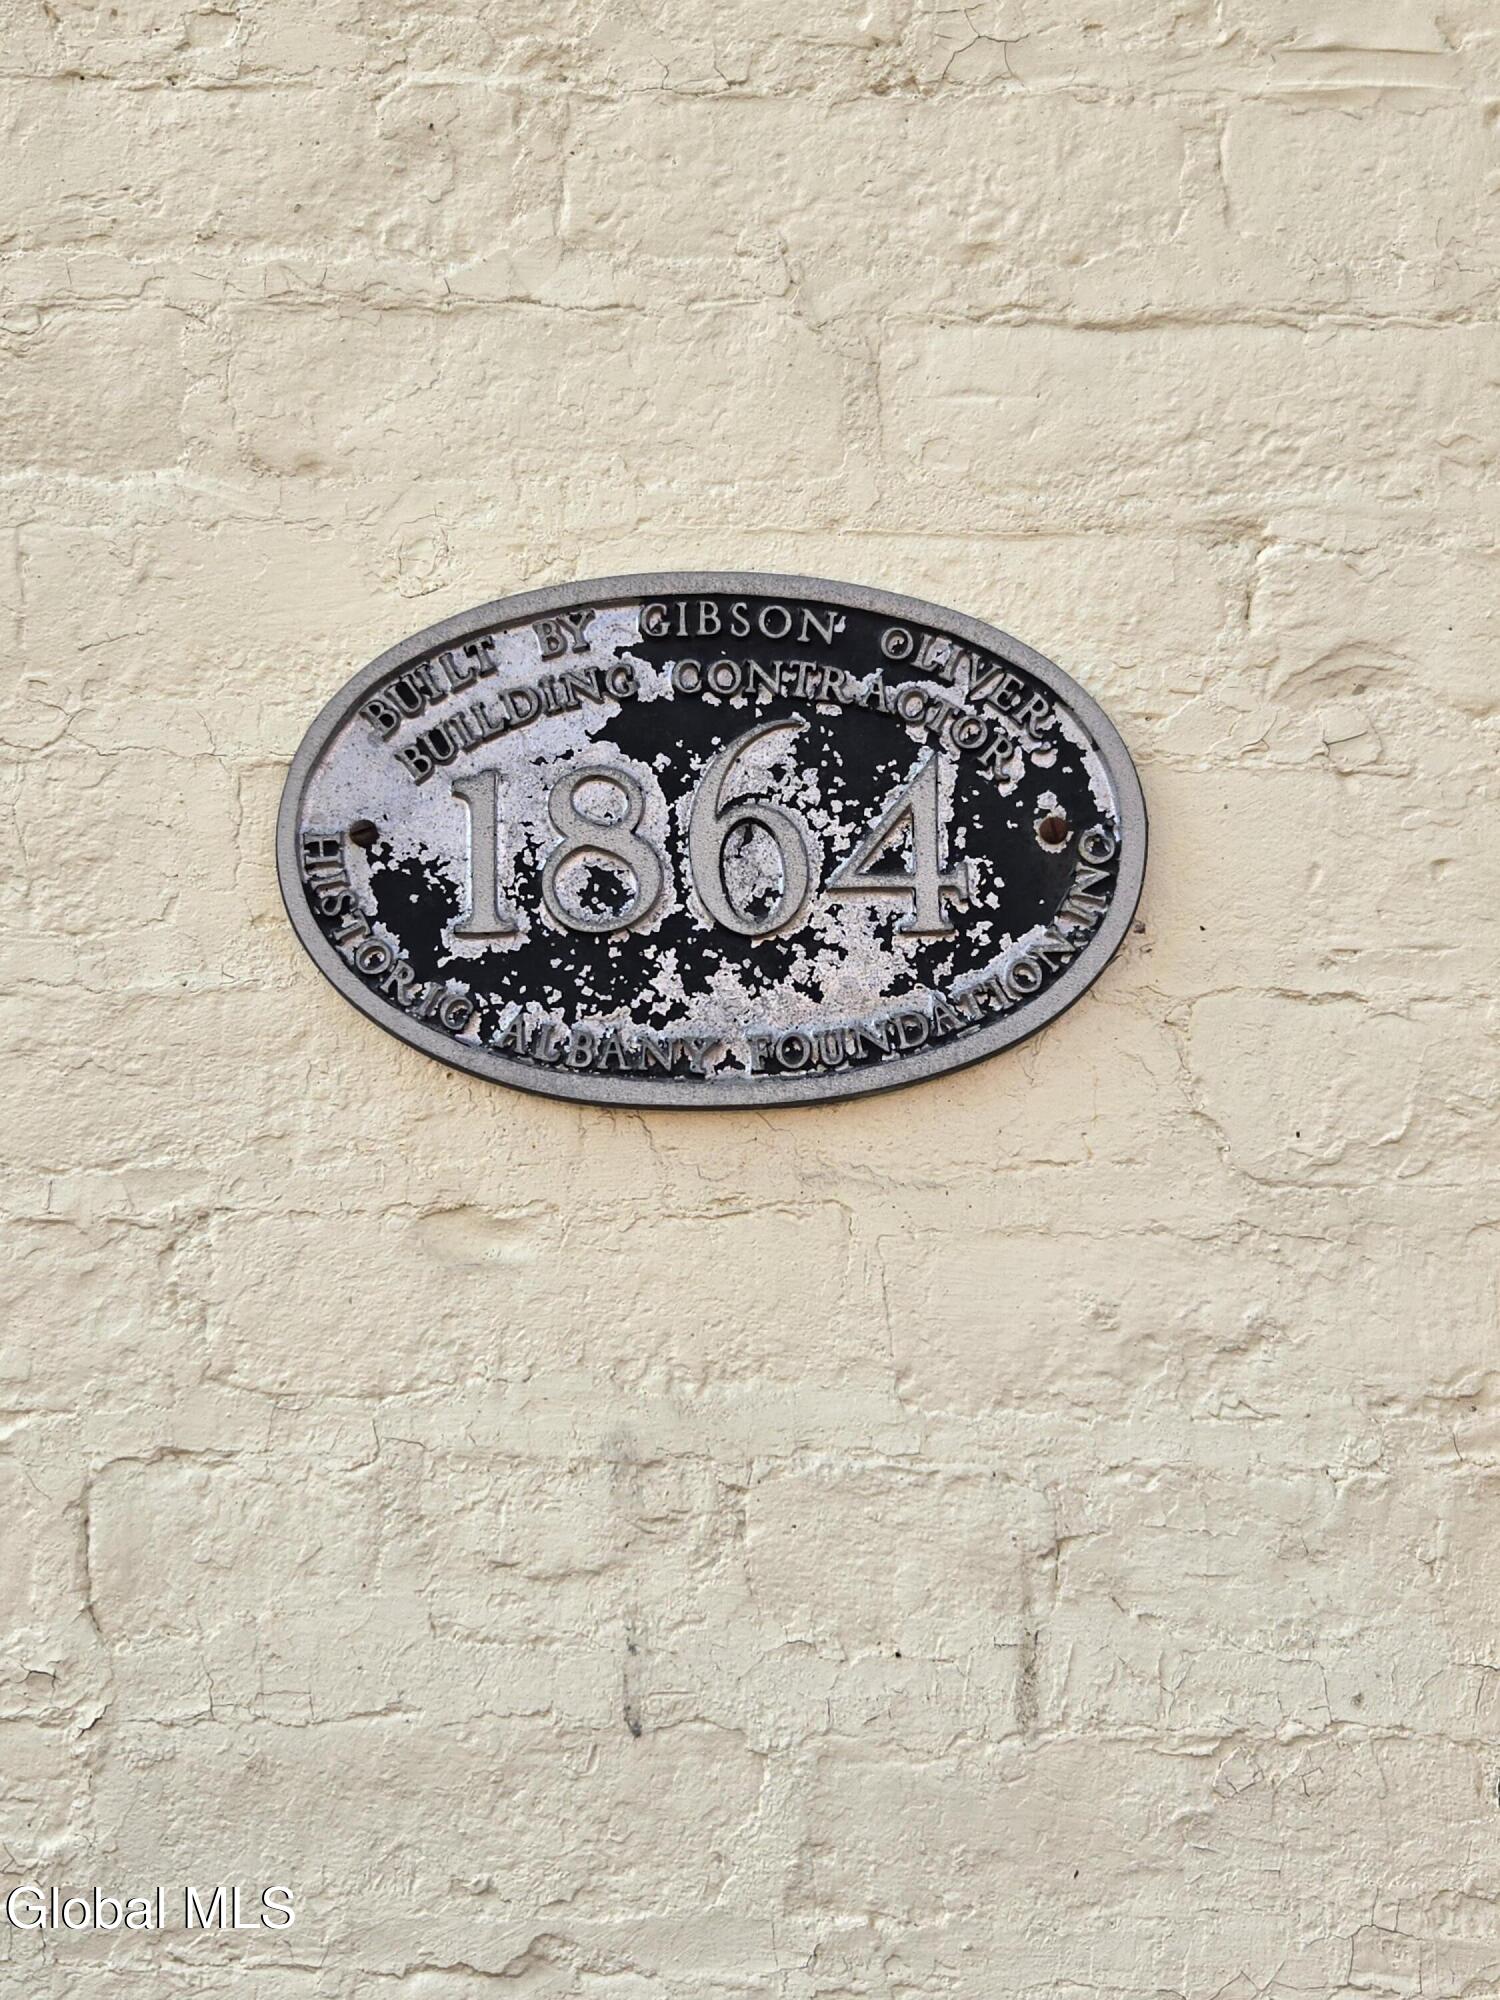 BUILT BY GIBSON OLIVER,
BUILDING CONTRACTOR
1864
HISTORIC ALBANY FOUNDATION, INC
Global MLS